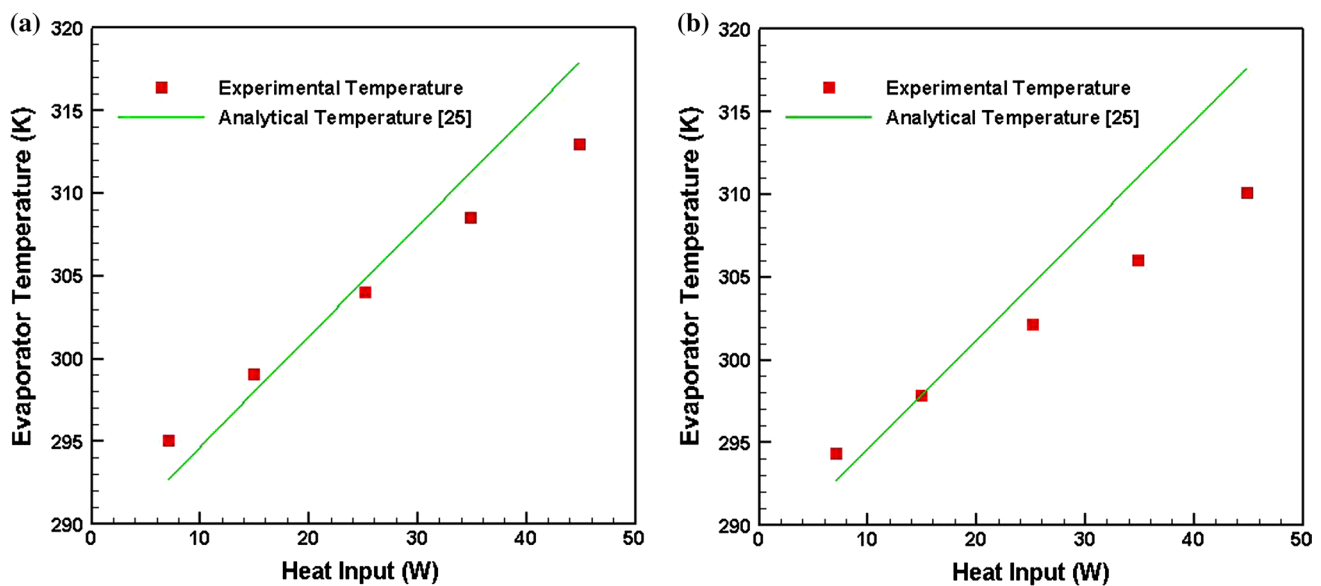 (a)
320
315
310
305
300
295
290
Evaporator Temperature (K)
Experimental Temperature
Analytical Temperature [25]
0
10
20
30
40
50
Heat Input (W)
(b)
320
315
310
305
300
295
290
Evaporator Temperature (K)
Experimental Temperature
Analytical Temperature [25]
0
10
20
30
40
50
Heat Input (W)